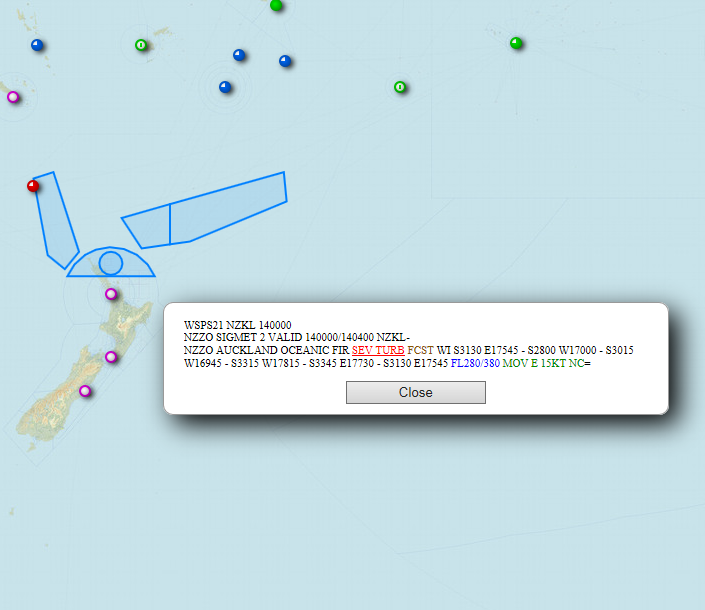 WSPS21 NZKL 140000
NZZO SIGMET 2 VALID 140000/140400 NZKL-
NZZO AUCKLAND OCEANIC FIR SEV TURB FCST WI S3130 E17545 - S2800 W17000 - S3015
W16945 - S3315 W17815 - S3345 E17730 - S3130 E17545 FL280/380 MOV E 15KT NC=
Close